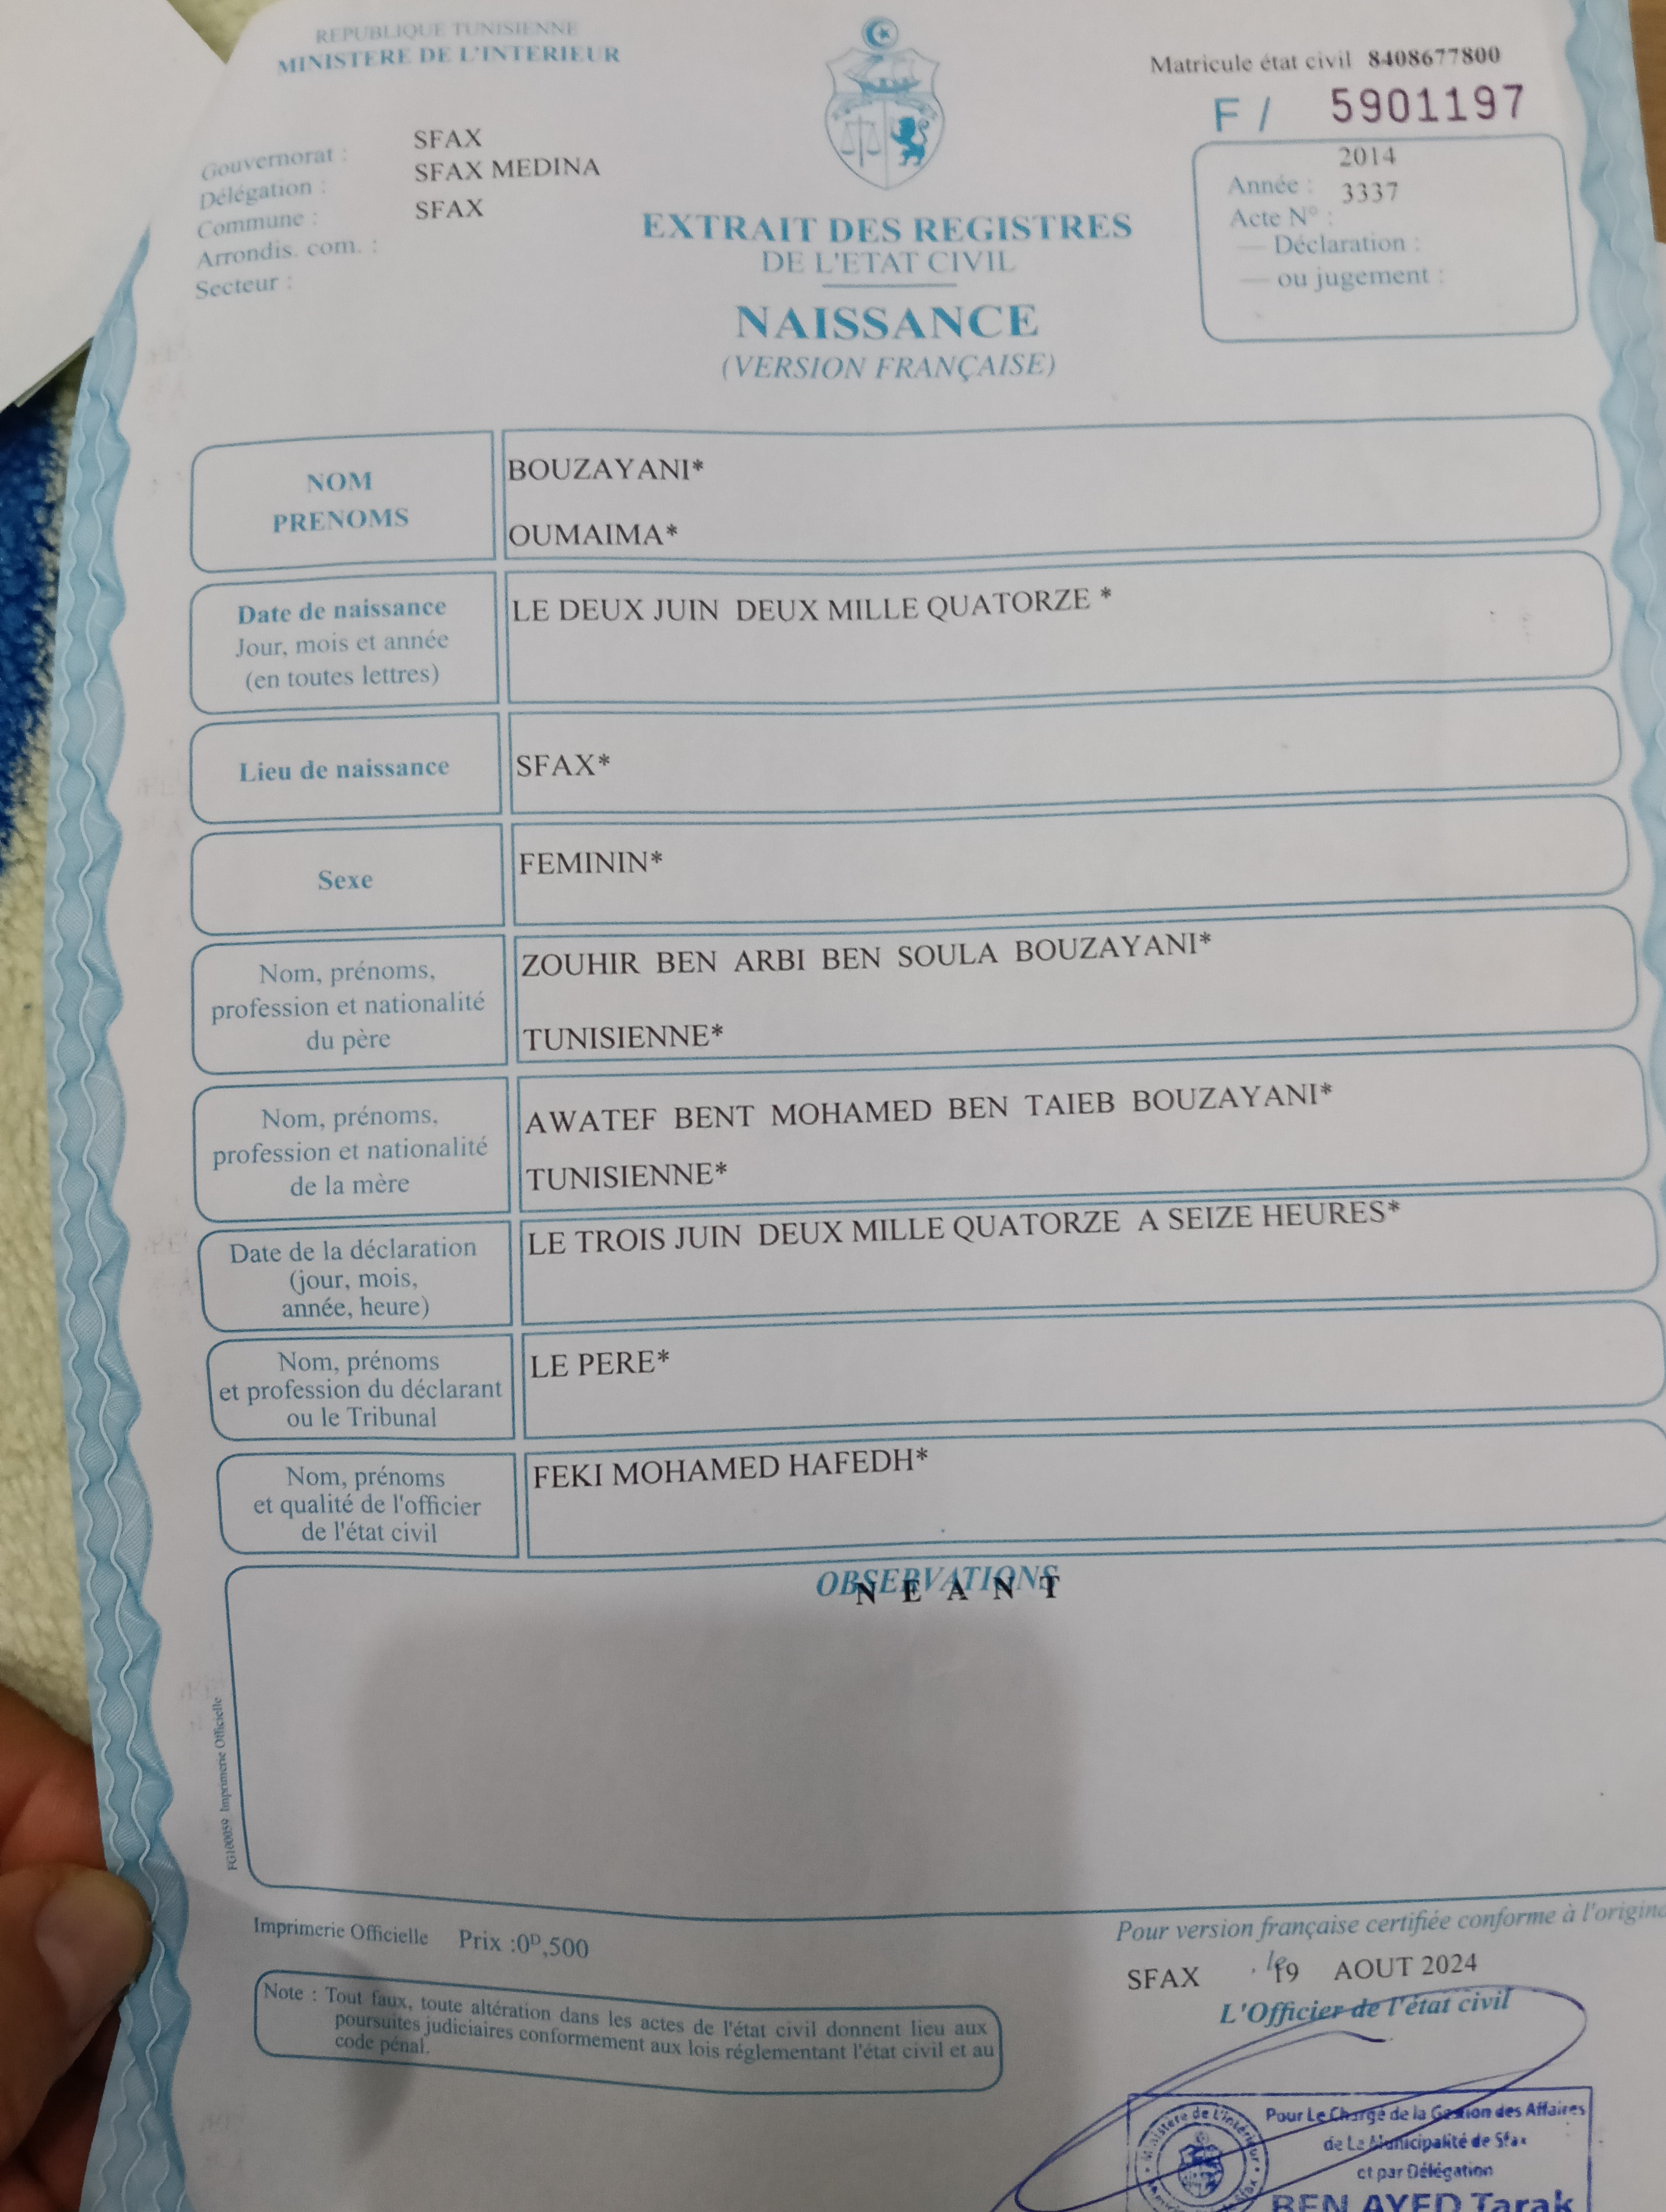 REPUBLIQUE TUNISIENNE
MINISTERE DE L'INTERIEUR
Matricule état civil 8408677800
F / 5901197
Gouvernorat : SFAX
Délégation : SFAX MEDINA
Commune : SFAX
Arrondis. com. :
Secteur :
2014
Année :
3337
Acte N° :
— Déclaration :
— ou jugement :
EXTRAIT DES REGISTRES
DE L'ETAT CIVIL
NAISSANCE
(VERSION FRANÇAISE)
NOM
PRENOMS
BOUZAYANI*
OUMAIMA*
Date de naissance
Jour, mois et année
(en toutes lettres)
LE DEUX JUIN DEUX MILLE QUATORZE *
Lieu de naissance
SFAX*
Sexe
FEMININ*
Nom, prénoms,
profession et nationalité
du père
ZOUHIR BEN ARBI BEN SOULA BOUZAYANI*
TUNISIENNE*
Nom, prénoms,
profession et nationalité
de la mère
AWATEF BENT MOHAMED BEN TAIEB BOUZAYANI*
TUNISIENNE*
Date de la déclaration
(jour, mois,
année, heure)
LE TROIS JUIN DEUX MILLE QUATORZE A SEIZE HEURES*
Nom, prénoms
et profession du déclarant
ou le Tribunal
LE PERE*
Nom, prénoms
et qualité de l'officier
de l'état civil
FEKI MOHAMED HAFEDH*
OBSERVATIONS
N E A N T
FG100059 Imprimerie Officielle
Imprimerie Officielle Prix :0ᴰ,500
Note : Tout faux, toute altération dans les actes de l'état civil donnent lieu aux
poursuites judiciaires conformement aux lois réglementant l'état civil et au
code pénal.
Pour version française certifiée conforme à
SFAX le 19 AOUT 2024
L'Officier de l'état civil
Pour Le Chargé de la Gestion des Affaires
de La Municipalité de Sfax
et par Délégation
BEN AYED Tarak
Ministère de L'intérieur